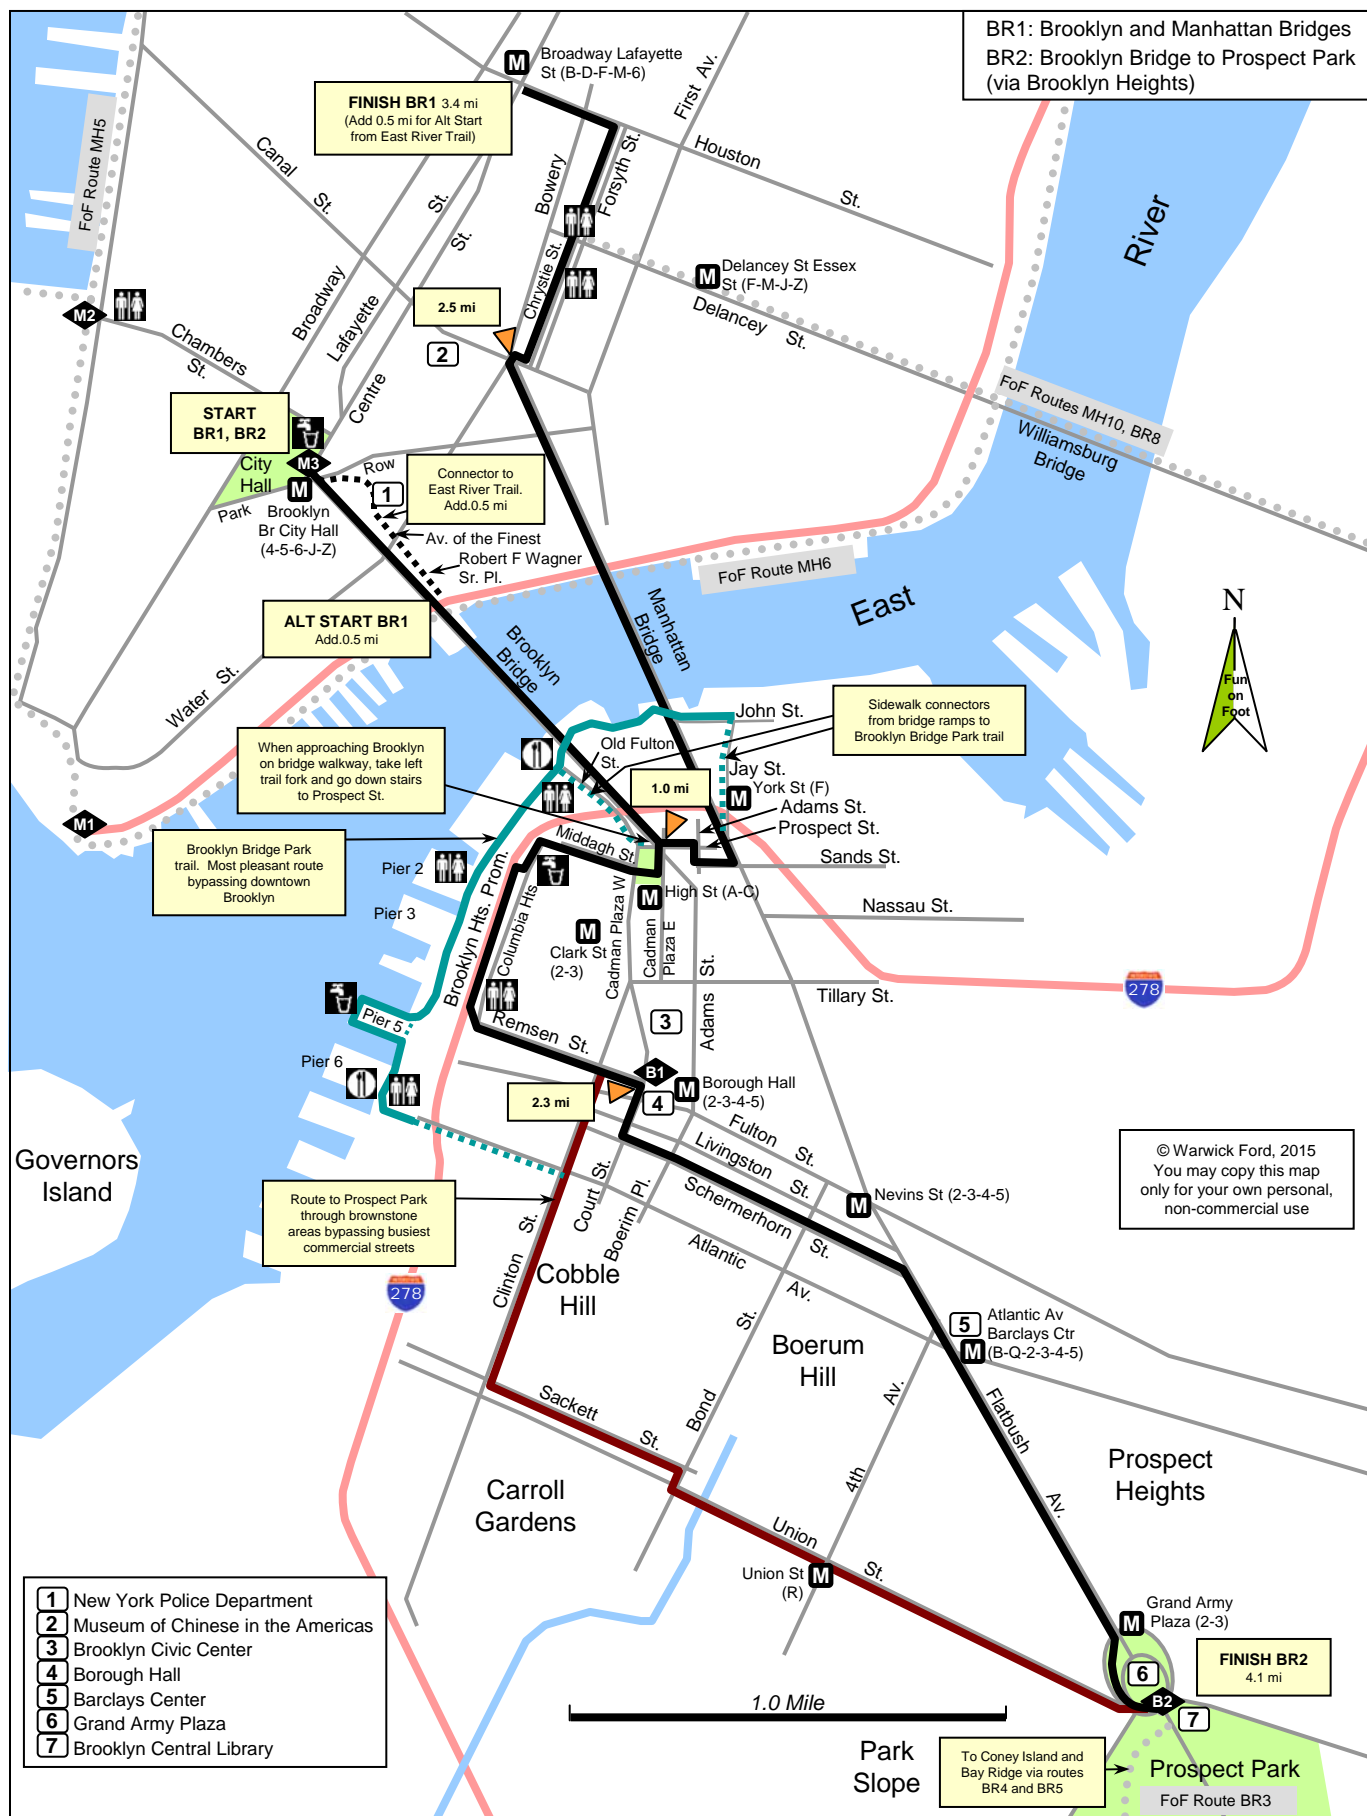 BR1: Brooklyn and Manhattan Bridges
BR2: Brooklyn Bridge to Prospect Park
(via Brooklyn Heights)
M
Broadway Lafayette
St (B-D-F-M-6)
FINISH BR1 3.4 mi
(Add 0.5 mi for Alt Start
from East River Trail)
FoF Route MH5
Canal
St.
Bowery
Forsyth St.
First Av.
Houston
St.
River
St.
St.
Chrystie St.
M
Delancey St Essex
St (F-M-J-Z)
Delancey
St.
Broadway
Lafayette
Centre
2.5 mi
2
M2
Chambers
St.
START
BR1, BR2
M3
City
Hall
Park
Row
M
Brooklyn
Br City Hall
(4-5-6-J-Z)
1
Connector to
East River Trail.
Add.0.5 mi
Av. of the Finest
Robert F Wagner
Sr. Pl.
FoF Routes MH10, BR8
Williamsburg
Bridge
FoF Route MH6
East
ALT START BR1
Add.0.5 mi
Manhattan
Bridge
Brooklyn
Bridge
N
Fun
on
Foot
Water
St.
When approaching Brooklyn
on bridge walkway, take left
trail fork and go down stairs
to Prospect St.
Old Fulton
St.
John St.
Sidewalk connectors
from bridge ramps to
Brooklyn Bridge Park trail
1.0 mi
Jay St.
M
York St (F)
Adams St.
Prospect St.
Sands St.
M1
Brooklyn Bridge Park
trail. Most pleasant route
bypassing downtown
Brooklyn
Middagh St.
Pier 2
Pier 3
Brooklyn Hts. Prom.
Columbia Hts.
M
High St (A-C)
Nassau St.
M
Clark St
(2-3)
Cadman Plaza W
Cadman
Plaza E
Adams
St.
Tillary St.
278
Pier 5
Pier 6
Remsen
St.
3
B1
M
Borough Hall
(2-3-4-5)
4
2.3 mi
Fulton
St.
Livingston
St.
Schermerhorn
St.
M
Nevins St (2-3-4-5)
Governors
Island
© Warwick Ford, 2015
You may copy this map
only for your own personal,
non-commercial use
Route to Prospect Park
through brownstone
areas bypassing busiest
commercial streets
Clinton
St.
Court St.
Boerim Pl.
Atlantic
Av.
278
Cobble
Hill
St.
Bond
Boerum
Hill
5
Atlantic Av
Barclays Ctr
M
(B-Q-2-3-4-5)
Av.
4th
Flatbush
Av.
Sackett
St.
Carroll
Gardens
Prospect
Heights
Union
St.
Union St
(R)
M
Grand Army
Plaza (2-3)
M
6
FINISH BR2
4.1 mi
B2
7
1 New York Police Department
2 Museum of Chinese in the Americas
3 Brooklyn Civic Center
4 Borough Hall
5 Barclays Center
6 Grand Army Plaza
7 Brooklyn Central Library
1.0 Mile
Park
Slope
To Coney Island and
Bay Ridge via routes
BR4 and BR5
Prospect Park
FoF Route BR3